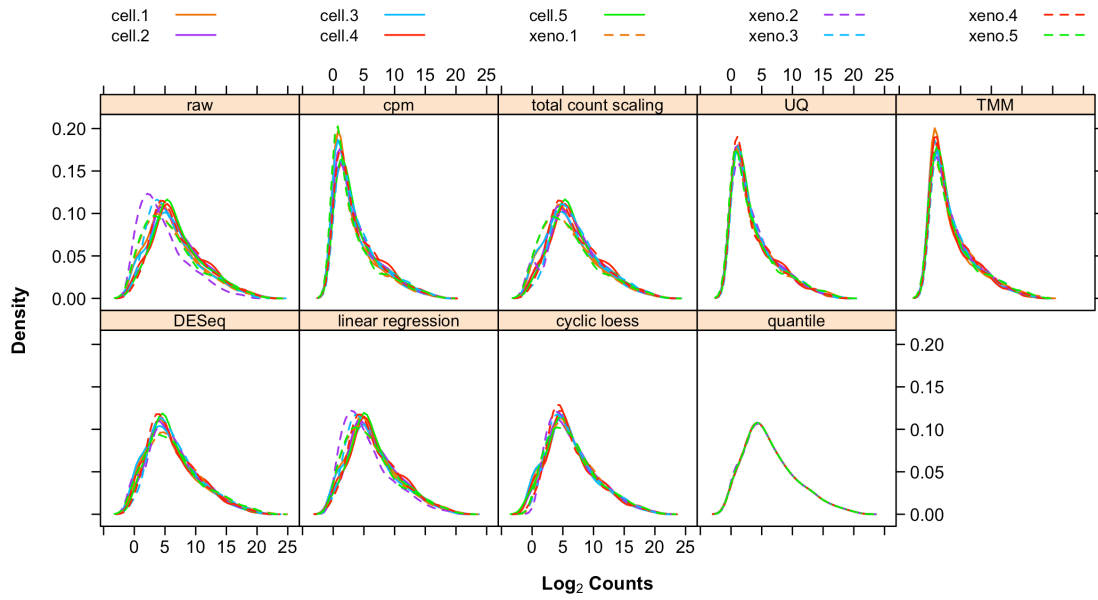 cell.1 cell.3 cell.5 xeno.2 xeno.4
cell.2 cell.4 xeno.1 xeno.3 xeno.5
0 5 10 15 20 25 0 5 10 15 20 25
raw cpm total count scaling UQ TMM
0.20
0.15
0.10
0.05
0.00
DESeq linear regression cyclic loess quantile
0.20
0.15
0.10
0.05
0.00
0 5 10 15 20 25 0 5 10 15 20 25
Density
Log₂ Counts